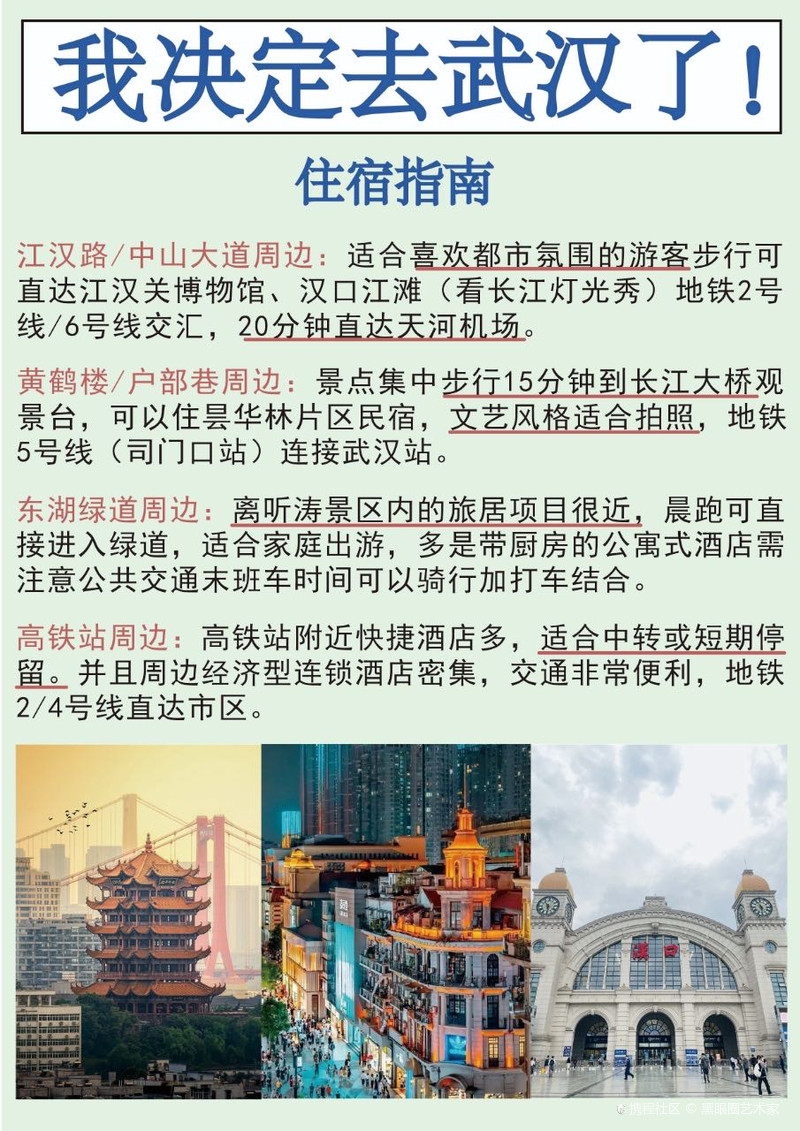 我决定去武汉了！
住宿指南
江汉路/中山大道周边：适合喜欢都市氛围的游客步行可
直达江汉关博物馆、汉口江滩（看长江灯光秀）地铁2号
线/6号线交汇，20分钟直达天河机场。
黄鹤楼/户部巷周边：景点集中步行15分钟到长江大桥观
景台，可以住昙华林片区民宿，文艺风格适合拍照，地铁
5号线（司门口站）连接武汉站。
东湖绿道周边：离听涛景区内的旅居项目很近，晨跑可直
接进入绿道，适合家庭出游，多是带厨房的公寓式酒店需
注意公共交通末班车时间可以骑行加打车结合。
高铁站周边：高铁站附近快捷酒店多，适合中转或短期停
留。并且周边经济型连锁酒店密集，交通非常便利，地铁
2/4号线直达市区。
漢口
携程社区 © 黑眼圈艺术家